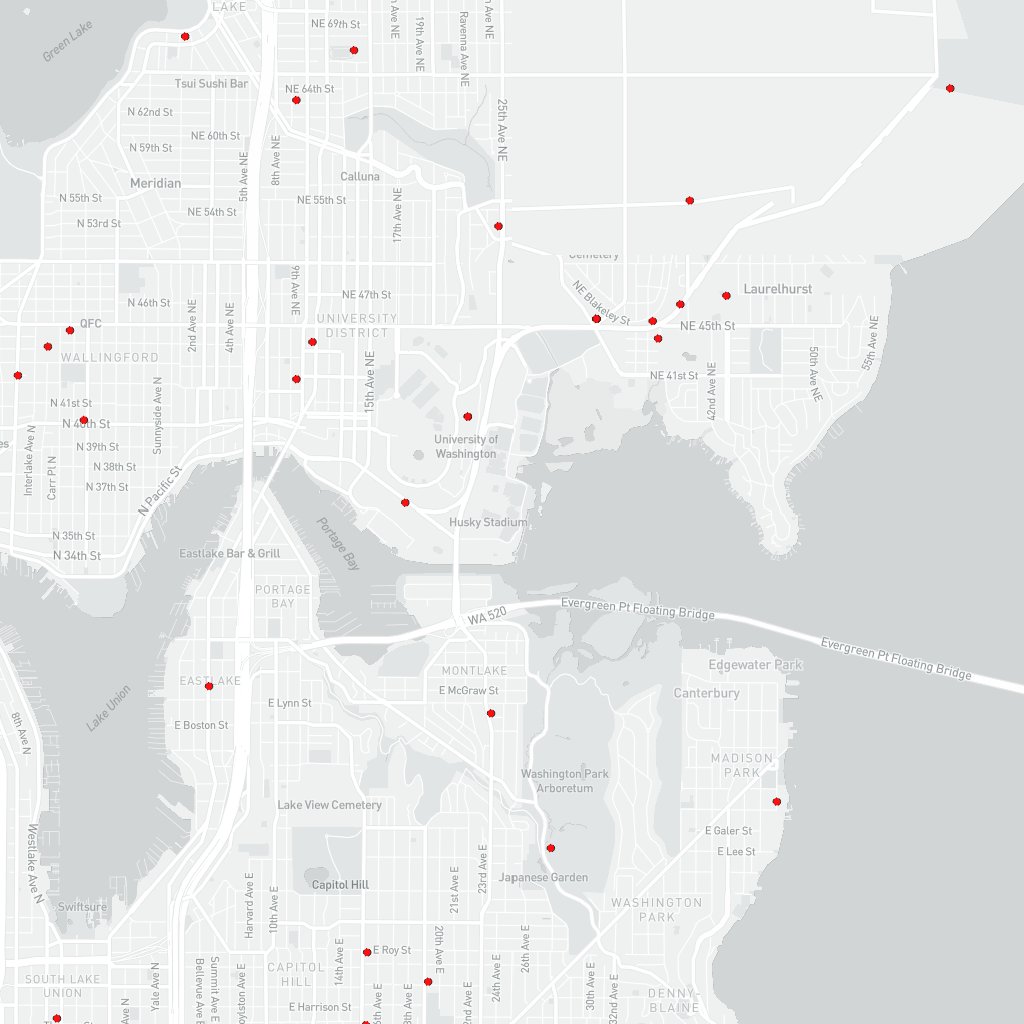 LAKE
NE 69th St
19th Ave NE
Ravenna Ave NE
Green Lake
Tsui Sushi Bar
NE 64th St
N 62nd St
NE 60th St
N 59th St
5th Ave NE
8th Ave NE
25th Ave NE
Meridian
Calluna
N 55th St
NE 55th St
17th Ave NE
NE 54th St
N 53rd St
Cemetery
9th Ave NE
NE 47th St
N 46th St
NE Blakeley St
Laurelhurst
2nd Ave NE
4th Ave NE
UNIVERSITY
DISTRICT
QFC
NE 45th St
55th Ave NE
WALLINGFORD
15th Ave NE
50th Ave NE
NE 41st St
42nd Ave NE
Sunnyside Ave N
N 41st St
N 40th St
University of
Washington
N 39th St
Interlake Ave N
Carr Pl N
N 38th St
N 37th St
N Pacific St
Husky Stadium
Portage Bay
N 35th St
N 34th St
Eastlake Bar & Grill
PORTAGE
BAY
WA 520
Evergreen Pt Floating Bridge
Evergreen Pt Floating Bridge
MONTLAKE
Edgewater Park
EASTLAKE
E McGraw St
Canterbury
Lake Union
E Lynn St
8th Ave N
E Boston St
MADISON
PARK
Washington Park
Arboretum
Lake View Cemetery
E Galer St
E Lee St
Westlake Ave N
23rd Ave E
Japanese Garden
Capitol Hill
Harvard Ave E
10th Ave E
21st Ave E
Swiftsure
WASHINGTON
PARK
14th Ave E
E Roy St
20th Ave E
26th Ave E
24th Ave E
CAPITOL
HILL
SOUTH LAKE
UNION
Yale Ave N
Summit Ave E
30th Ave E
32nd Ave E
DENNY
BLAINE
E Harrison St